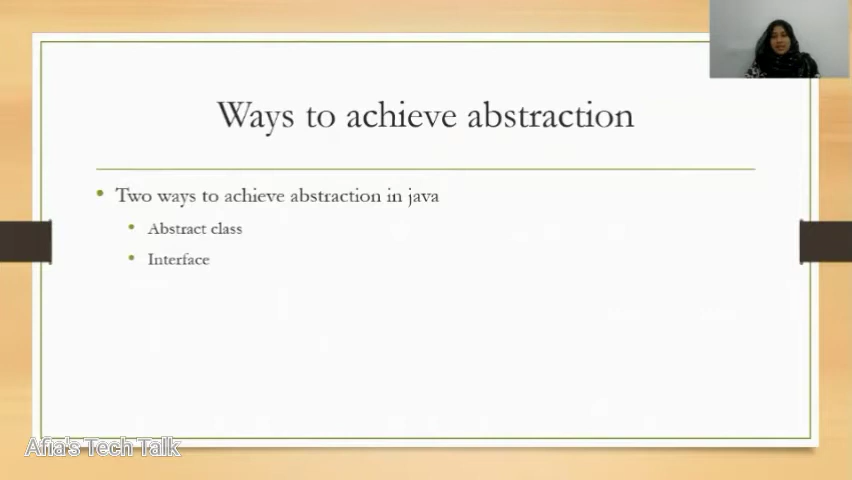 Ways to achieve abstraction
Two ways to achieve abstraction in java
Abstract class
Interface
Afia's Tech Talk